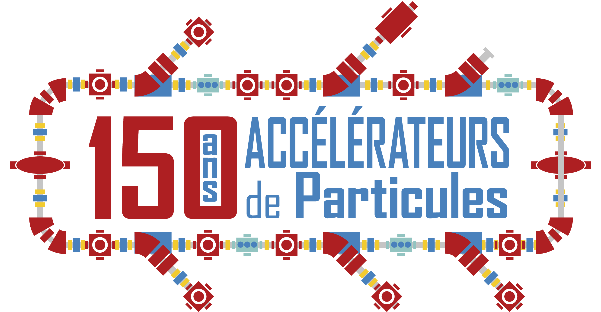 150 ans
ACCÉLÉRATEURS
de Particules